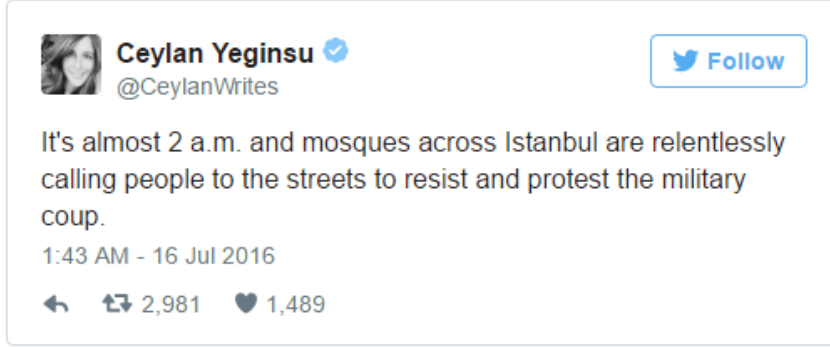 Ceylan Yeginsu
@CeylanWrites
Follow
It's almost 2 a.m. and mosques across Istanbul are relentlessly
calling people to the streets to resist and protest the military
coup.
1:43 AM - 16 Jul 2016
2,981 1,489